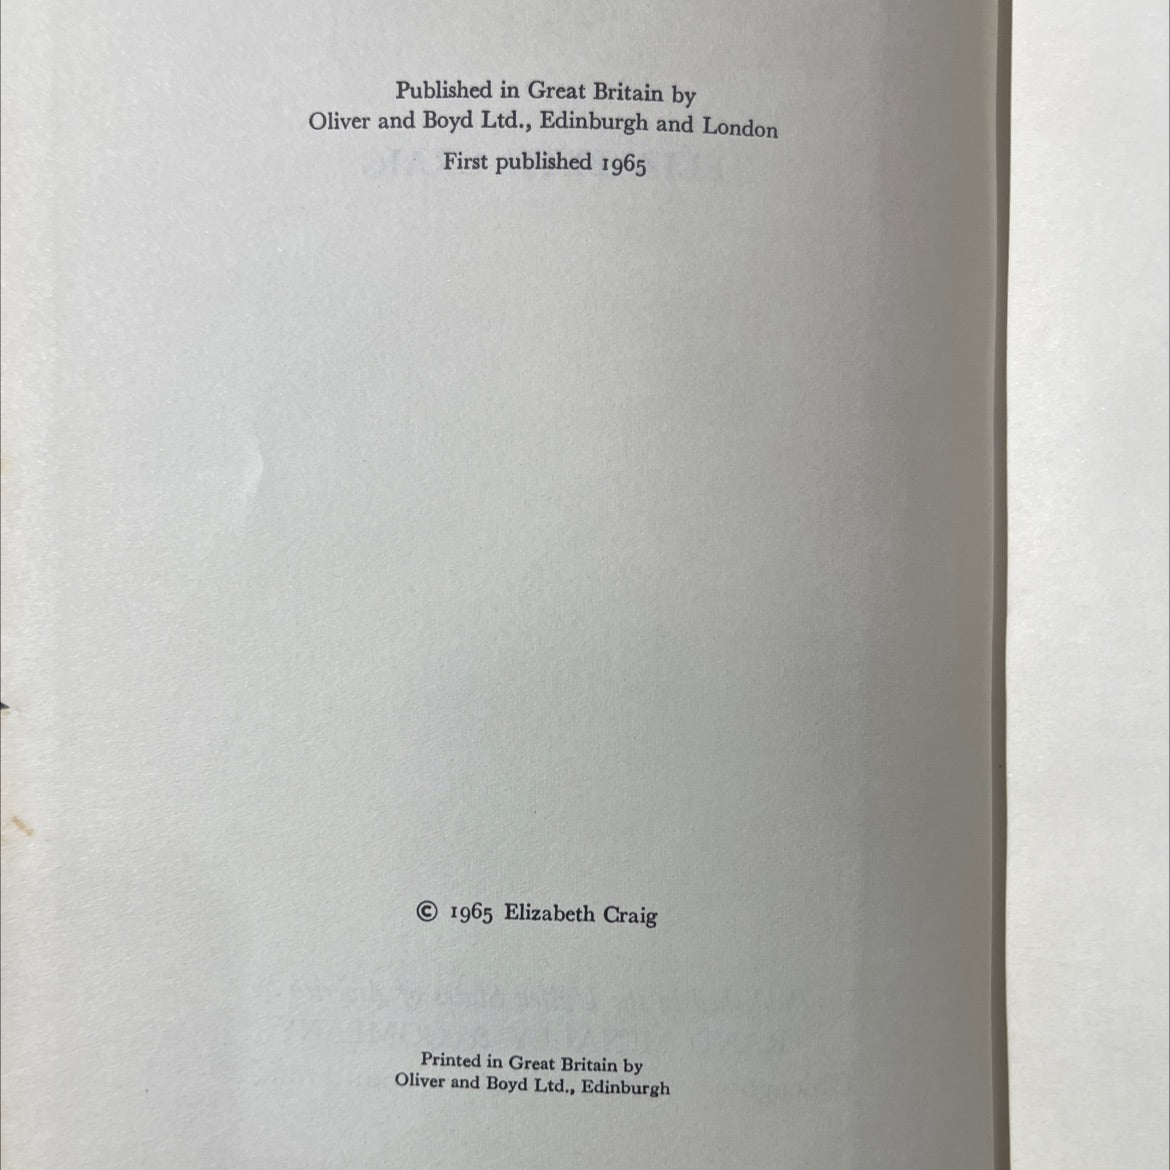 Published in Great Britain by
Oliver and Boyd Ltd., Edinburgh and London
First published 1965
© 1965 Elizabeth Craig
Printed in Great Britain by
Oliver and Boyd Ltd., Edinburgh